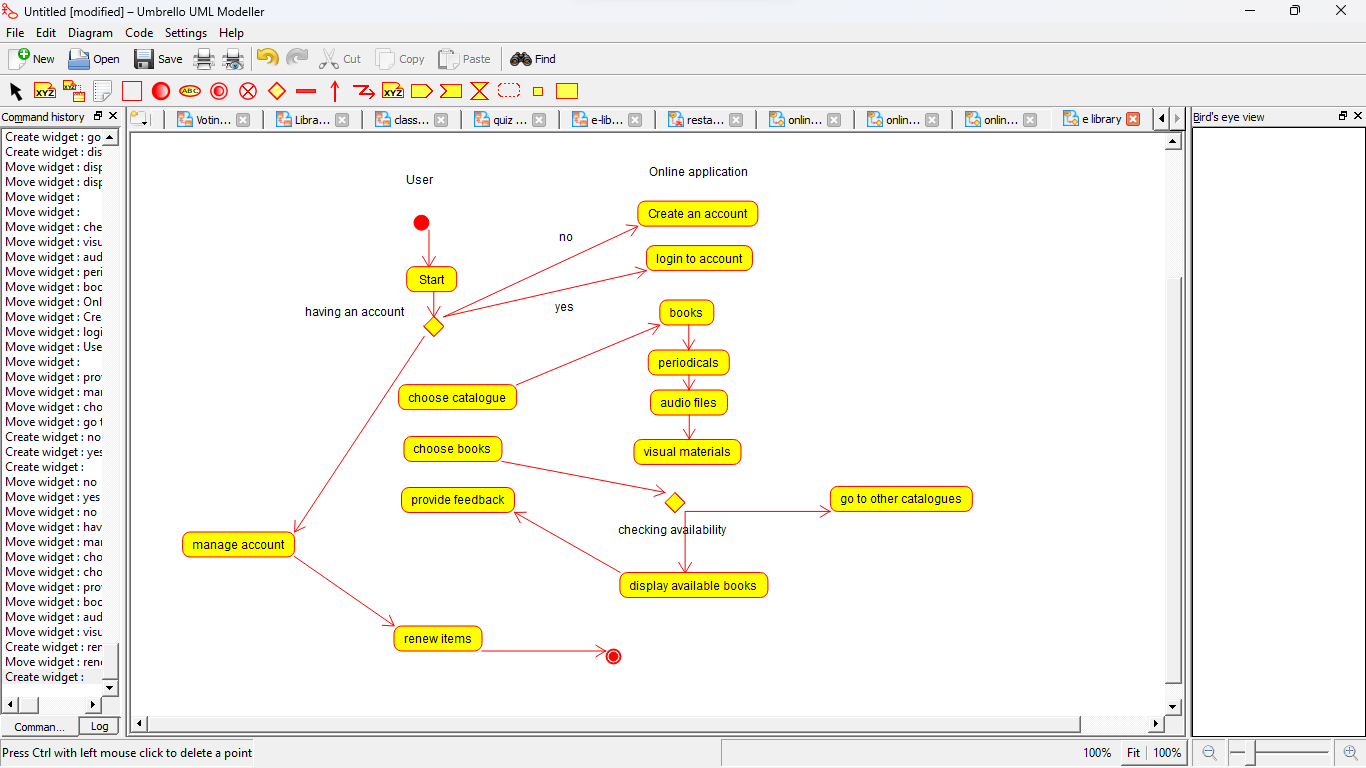 Untitled [modified] – Umbrello UML Modeller
File Edit Diagram Code Settings Help
New Open Save Cut Copy Paste Find
XYZ XYZ ABC XYZ
Command history
Votin... Libra... class... quiz ... e-lib... resta... onlin... onlin... onlin... e library
Bird's eye view
Create widget : go
Create widget : dis
Move widget : disp
Move widget : disp
Move widget :
Move widget :
Move widget : che
Move widget : visu
Move widget : aud
Move widget : peri
Move widget : boo
Move widget : Onl
Move widget : Cre
Move widget : logi
Move widget : Use
Move widget :
Move widget : pro
Move widget : mai
Move widget : cho
Move widget : go t
Create widget : no
Create widget : yes
Create widget :
Move widget : no
Move widget : yes
Move widget : no
Move widget : hav
Move widget : mai
Move widget : cho
Move widget : cho
Move widget : pro
Move widget : boo
Move widget : aud
Move widget : visu
Create widget : ren
Move widget : ren
Create widget :
Comman... Log
User
Online application
Create an account
no
login to account
Start
having an account
yes
books
periodicals
choose catalogue
audio files
choose books
visual materials
provide feedback
go to other catalogues
checking availability
manage account
display available books
renew items
Press Ctrl with left mouse click to delete a point
100% Fit 100%